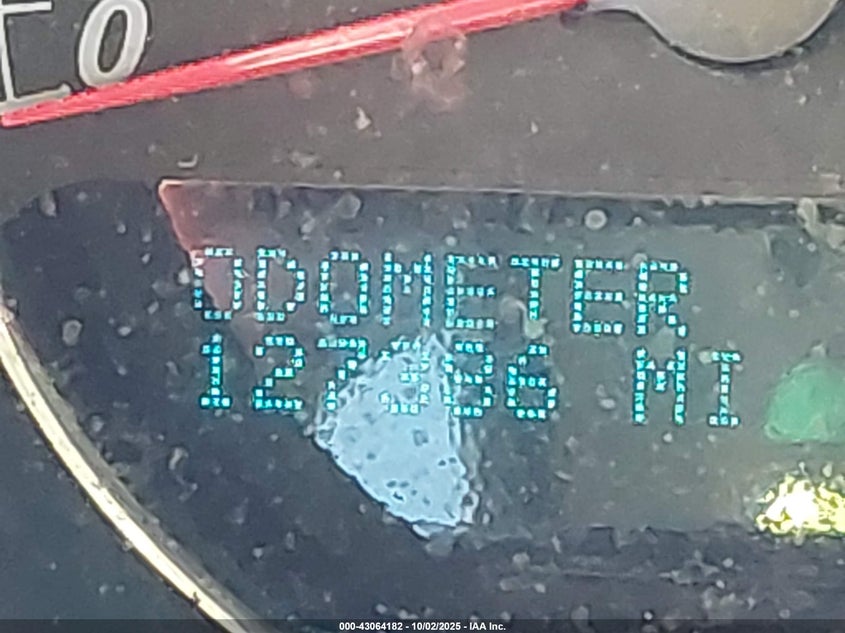 ODOMETER
MI
000-43064182 - 10/02/2025 - IAA Inc.